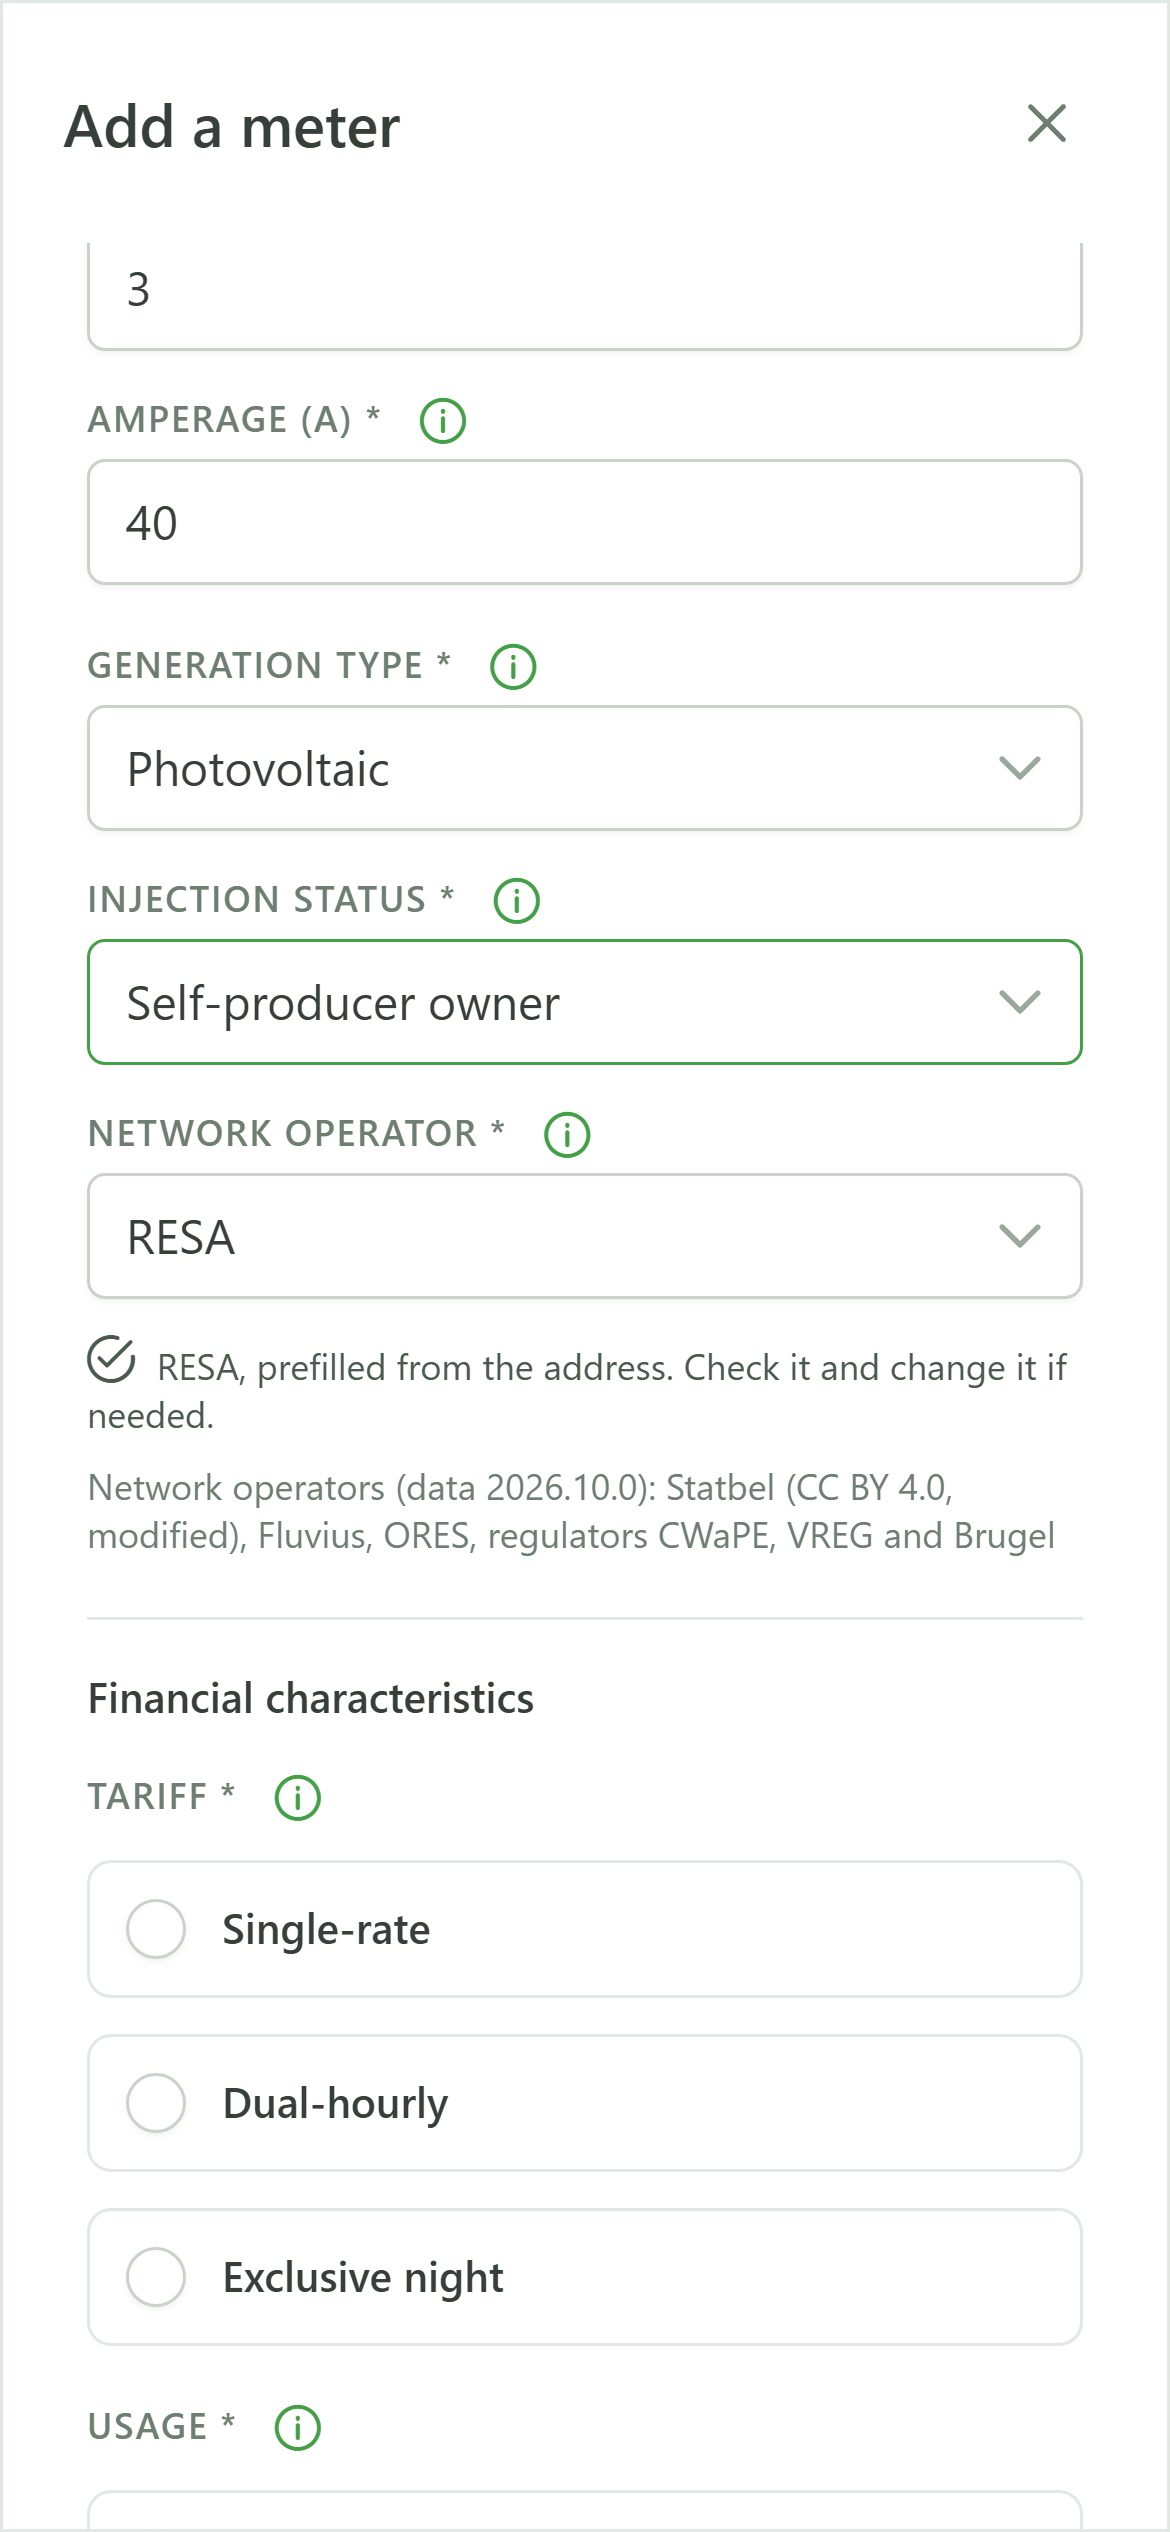 Add a meter
3
AMPERAGE (A) *
40
GENERATION TYPE *
Photovoltaic
INJECTION STATUS *
Self-producer owner
NETWORK OPERATOR *
RESA
RESA, prefilled from the address. Check it and change it if
needed.
Network operators (data 2026.10.0): Statbel (CC BY 4.0,
modified), Fluvius, ORES, regulators CWaPE, VREG and Brugel
Financial characteristics
TARIFF *
Single-rate
Dual-hourly
Exclusive night
USAGE *